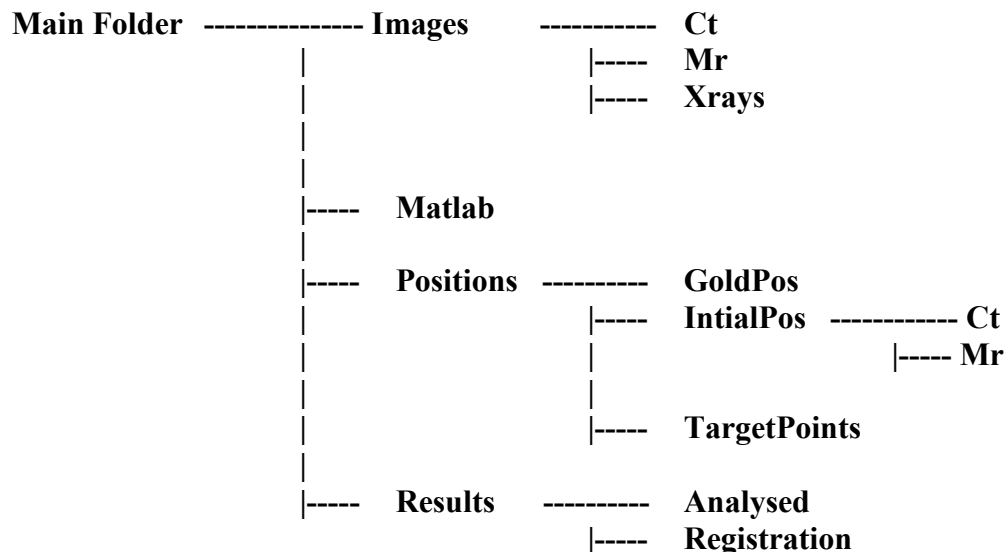 Main Folder --------------- Images ----------- Ct
| |----- Mr
| |----- Xrays
|
|
|----- Matlab
|
|----- Positions ---------- GoldPos
| |----- IntialPos ------------ Ct
| | |----- Mr
| |
| |----- TargetPoints
|
|----- Results ---------- Analysed
|----- Registration